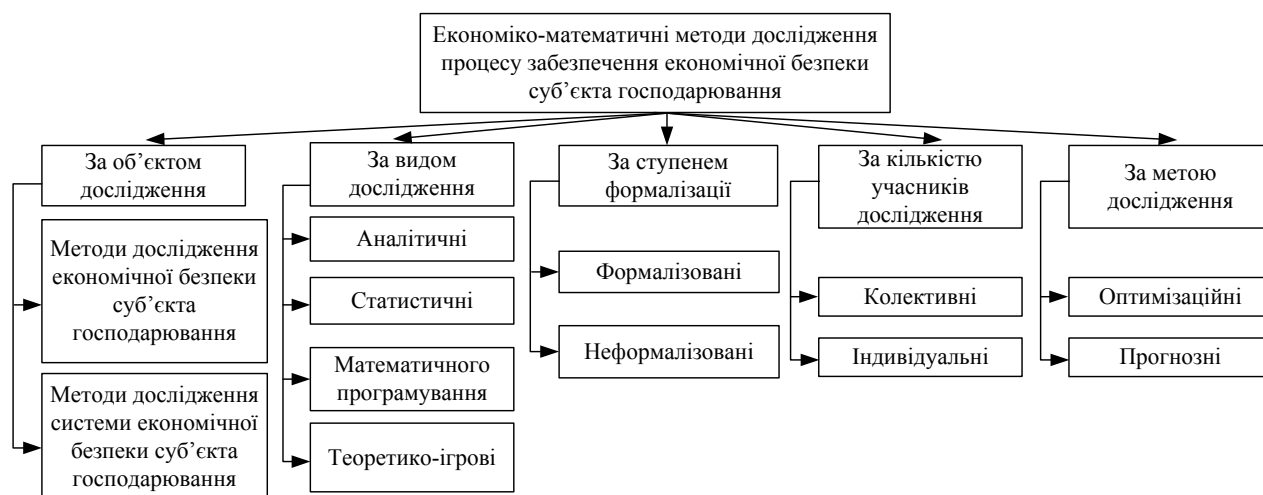 Економіко-математичні методи дослідження
процесу забезпечення економічної безпеки
суб’єкта господарювання
За об’єктом
дослідження
Методи дослідження
економічної безпеки
суб’єкта
господарювання
Методи дослідження
системи економічної
безпеки суб’єкта
господарювання
За видом
дослідження
Аналітичні
Статистичні
Математичного
програмування
Теоретико-ігрові
За ступенем
формалізації
Формалізовані
Неформалізовані
За кількістю
учасників
дослідження
Колективні
Індивідуальні
За метою
дослідження
Оптимізаційні
Прогнозні